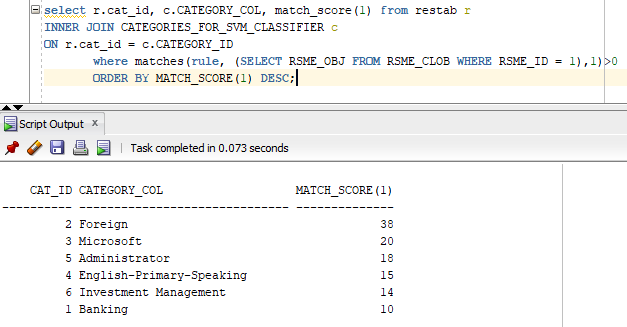 select r.cat_id, c.CATEGORY_COL, match_score(1) from restab r
INNER JOIN CATEGORIES_FOR_SVM_CLASSIFIER c
ON r.cat_id = c.CATEGORY_ID
where matches(rule, (SELECT RSME_OBJ FROM RSME_CLOB WHERE RSME_ID = 1),1)>0
ORDER BY MATCH_SCORE(1) DESC;
Script Output x
Task completed in 0.073 seconds
CAT_ID CATEGORY_COL MATCH_SCORE(1)
---------- ------------------------------ --------------
2 Foreign 38
3 Microsoft 20
5 Administrator 18
4 English-Primary-Speaking 15
6 Investment Management 14
1 Banking 10